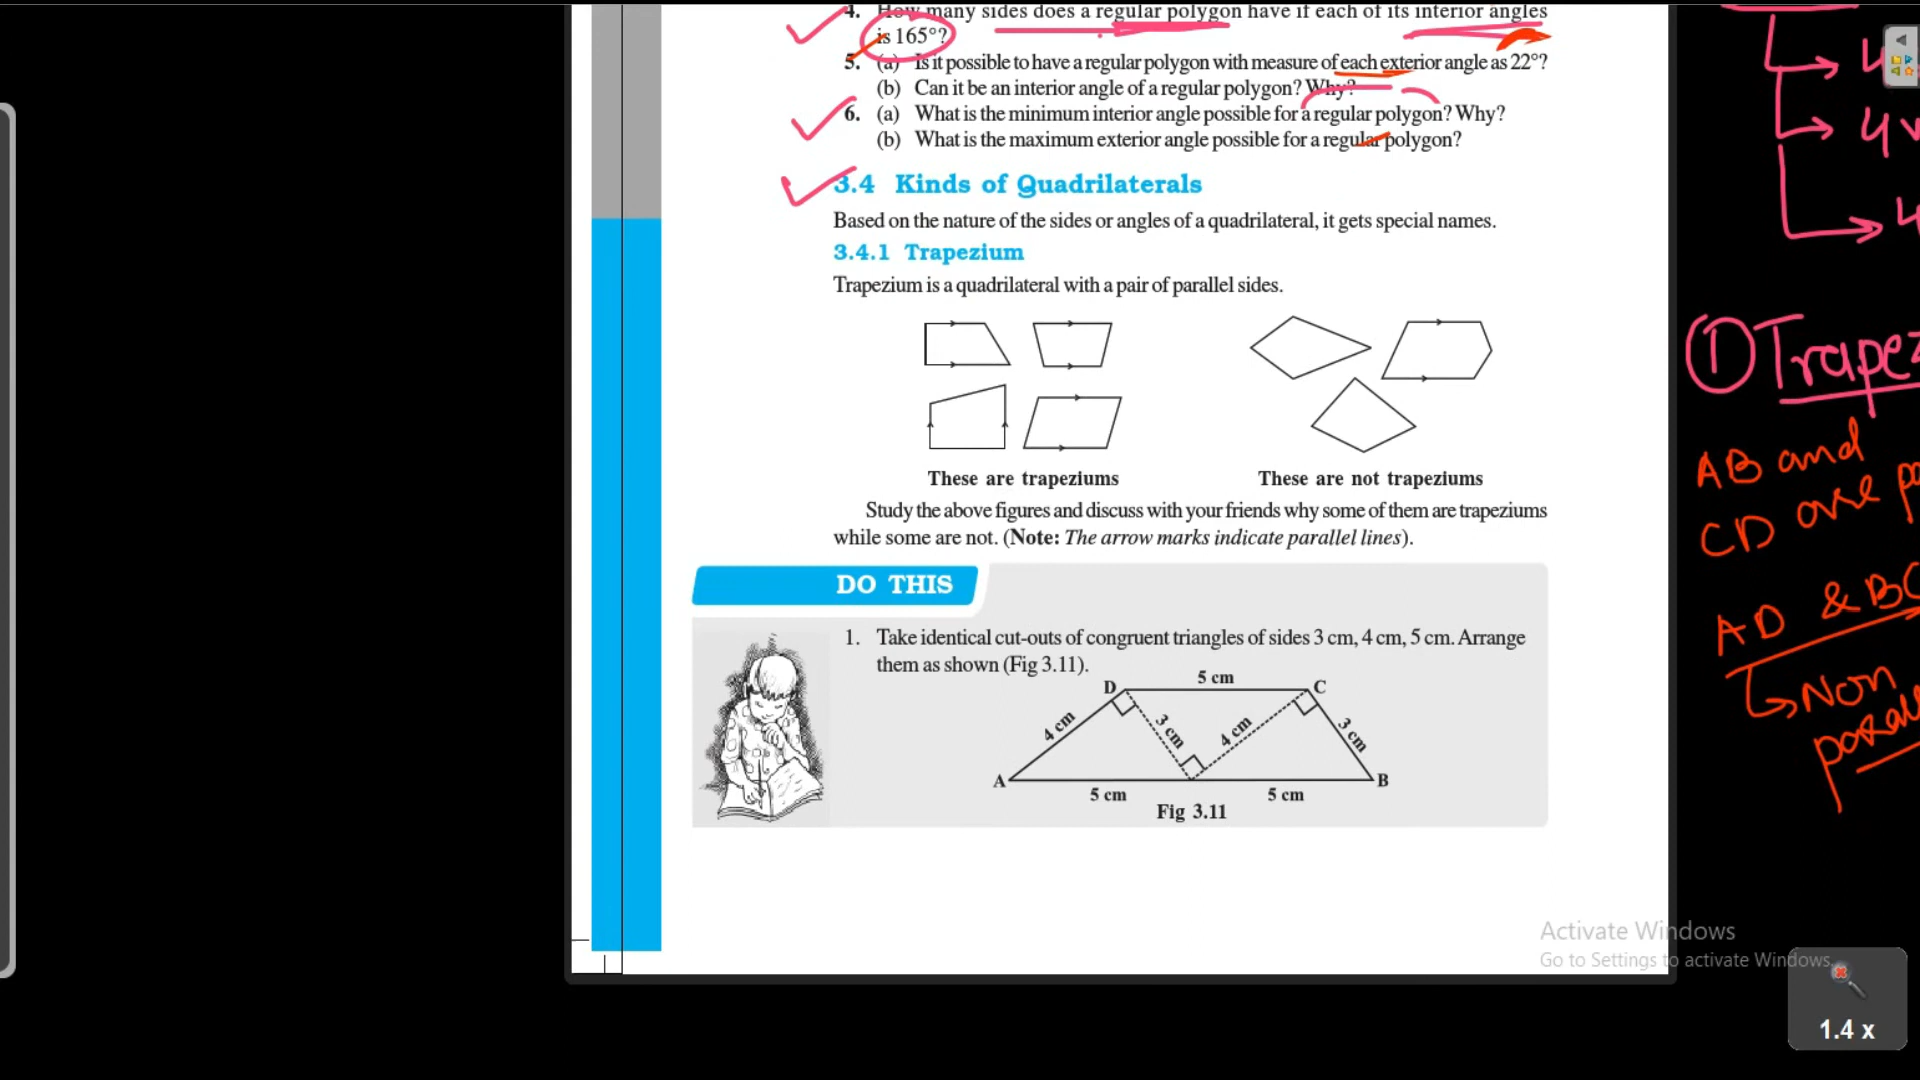 4. How many sides does a regular polygon have if each of its interior angles
is 165°?
5. (a) Is it possible to have a regular polygon with measure of each exterior angle as 22°?
(b) Can it be an interior angle of a regular polygon? Why?
6. (a) What is the minimum interior angle possible for a regular polygon? Why?
(b) What is the maximum exterior angle possible for a regular polygon?
3.4 Kinds of Quadrilaterals
Based on the nature of the sides or angles of a quadrilateral, it gets special names.
3.4.1 Trapezium
Trapezium is a quadrilateral with a pair of parallel sides.
These are trapeziums
These are not trapeziums
Study the above figures and discuss with your friends why some of them are trapeziums
while some are not. (Note: The arrow marks indicate parallel lines).
DO THIS
1. Take identical cut-outs of congruent triangles of sides 3 cm, 4 cm, 5 cm. Arrange
them as shown (Fig 3.11).
D
5 cm
C
4 cm
3 cm
4 cm
3 cm
A
5 cm
5 cm
B
Fig 3.11
4
4
4
① Trapez
AB and
CD are pa
AD & BC
Non
paral
Activate Windows
Go to Settings to activate Windows.
1.4 x